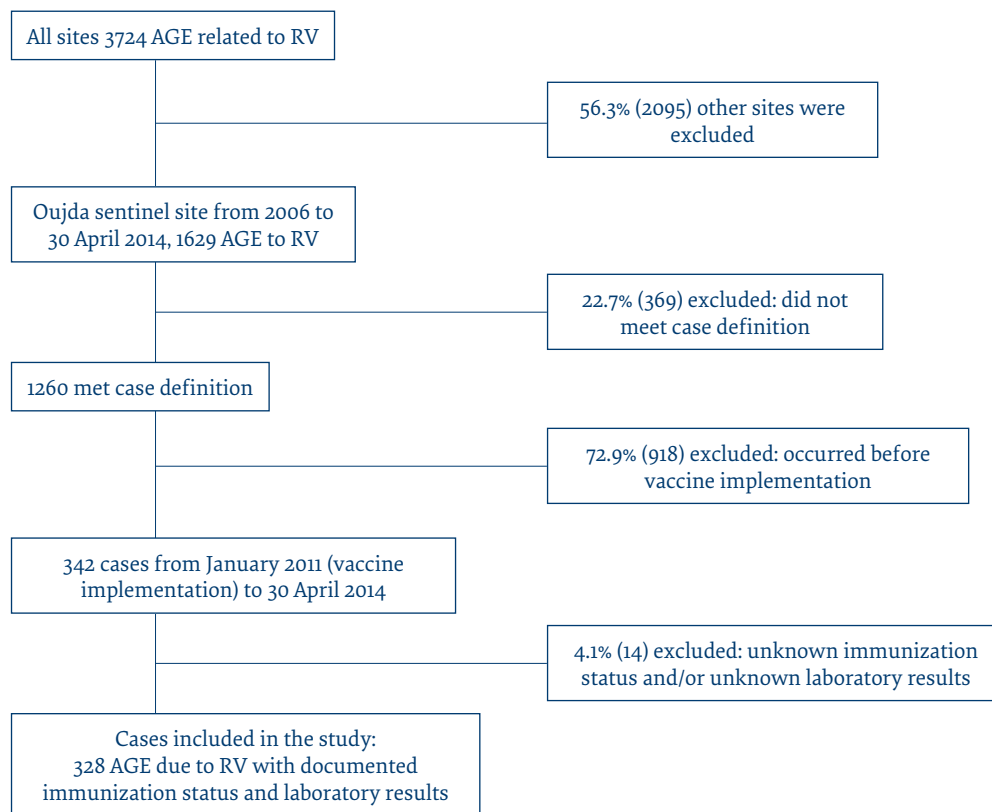 All sites 3724 AGE related to RV
56.3% (2095) other sites were
excluded
Oujda sentinel site from 2006 to
30 April 2014, 1629 AGE to RV
22.7% (369) excluded: did not
meet case definition
1260 met case definition
72.9% (918) excluded: occurred before
vaccine implementation
342 cases from January 2011 (vaccine
implementation) to 30 April 2014
4.1% (14) excluded: unknown immunization
status and/or unknown laboratory results
Cases included in the study:
328 AGE due to RV with documented
immunization status and laboratory results